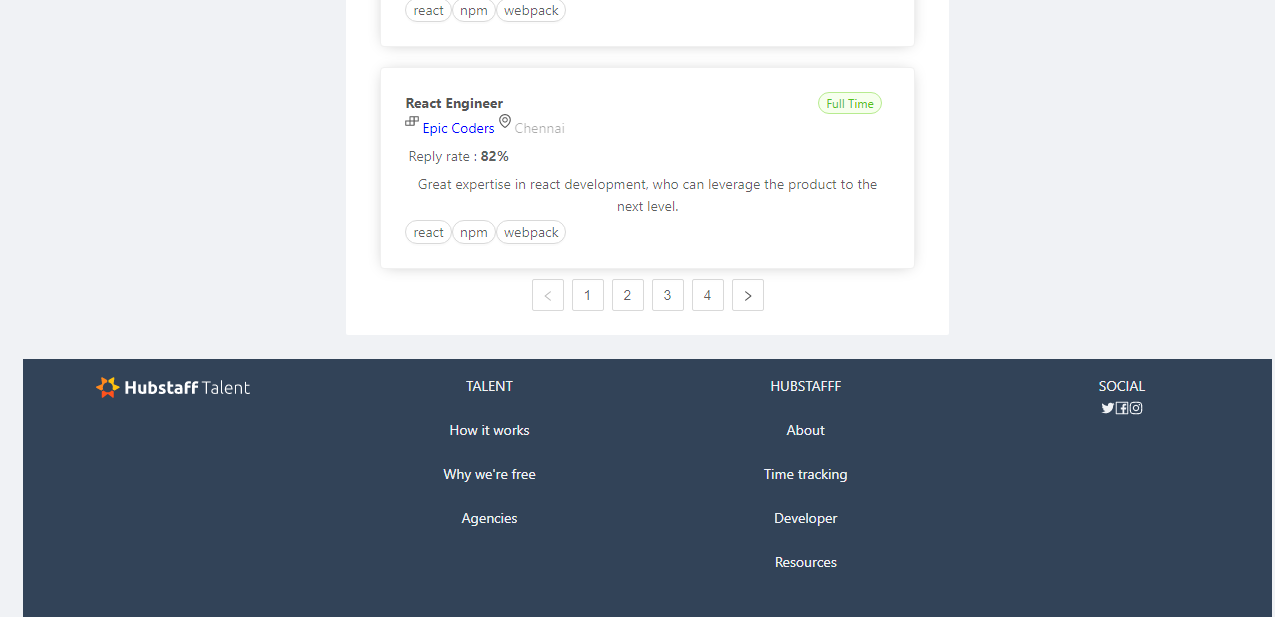 react npm webpack
React Engineer Full Time
Epic Coders Chennai
Reply rate : 82%
Great expertise in react development, who can leverage the product to the
next level.
react npm webpack
< 1 2 3 4 >
Hubstaff Talent TALENT HUBSTAFFF SOCIAL
How it works About
Why we're free Time tracking
Agencies Developer
Resources